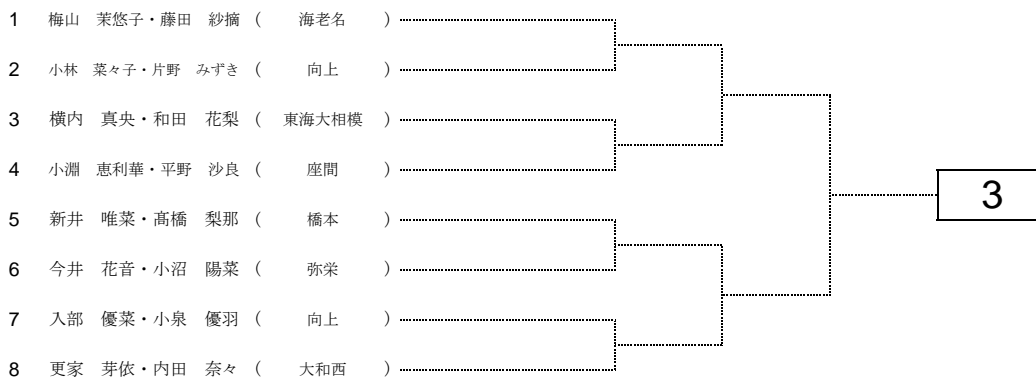 1 梅山 茉悠子・藤田 紗摘 ( 海老名 )
2 小林 菜々子・片野 みずき ( 向上 )
3 横内 真央・和田 花梨 ( 東海大相模 )
4 小淵 恵利華・平野 沙良 ( 座間 )
5 新井 唯菜・髙橋 梨那 ( 橋本 )
6 今井 花音・小沼 陽菜 ( 弥栄 )
7 入部 優菜・小泉 優羽 ( 向上 )
8 更家 芽依・内田 奈々 ( 大和西 )
3